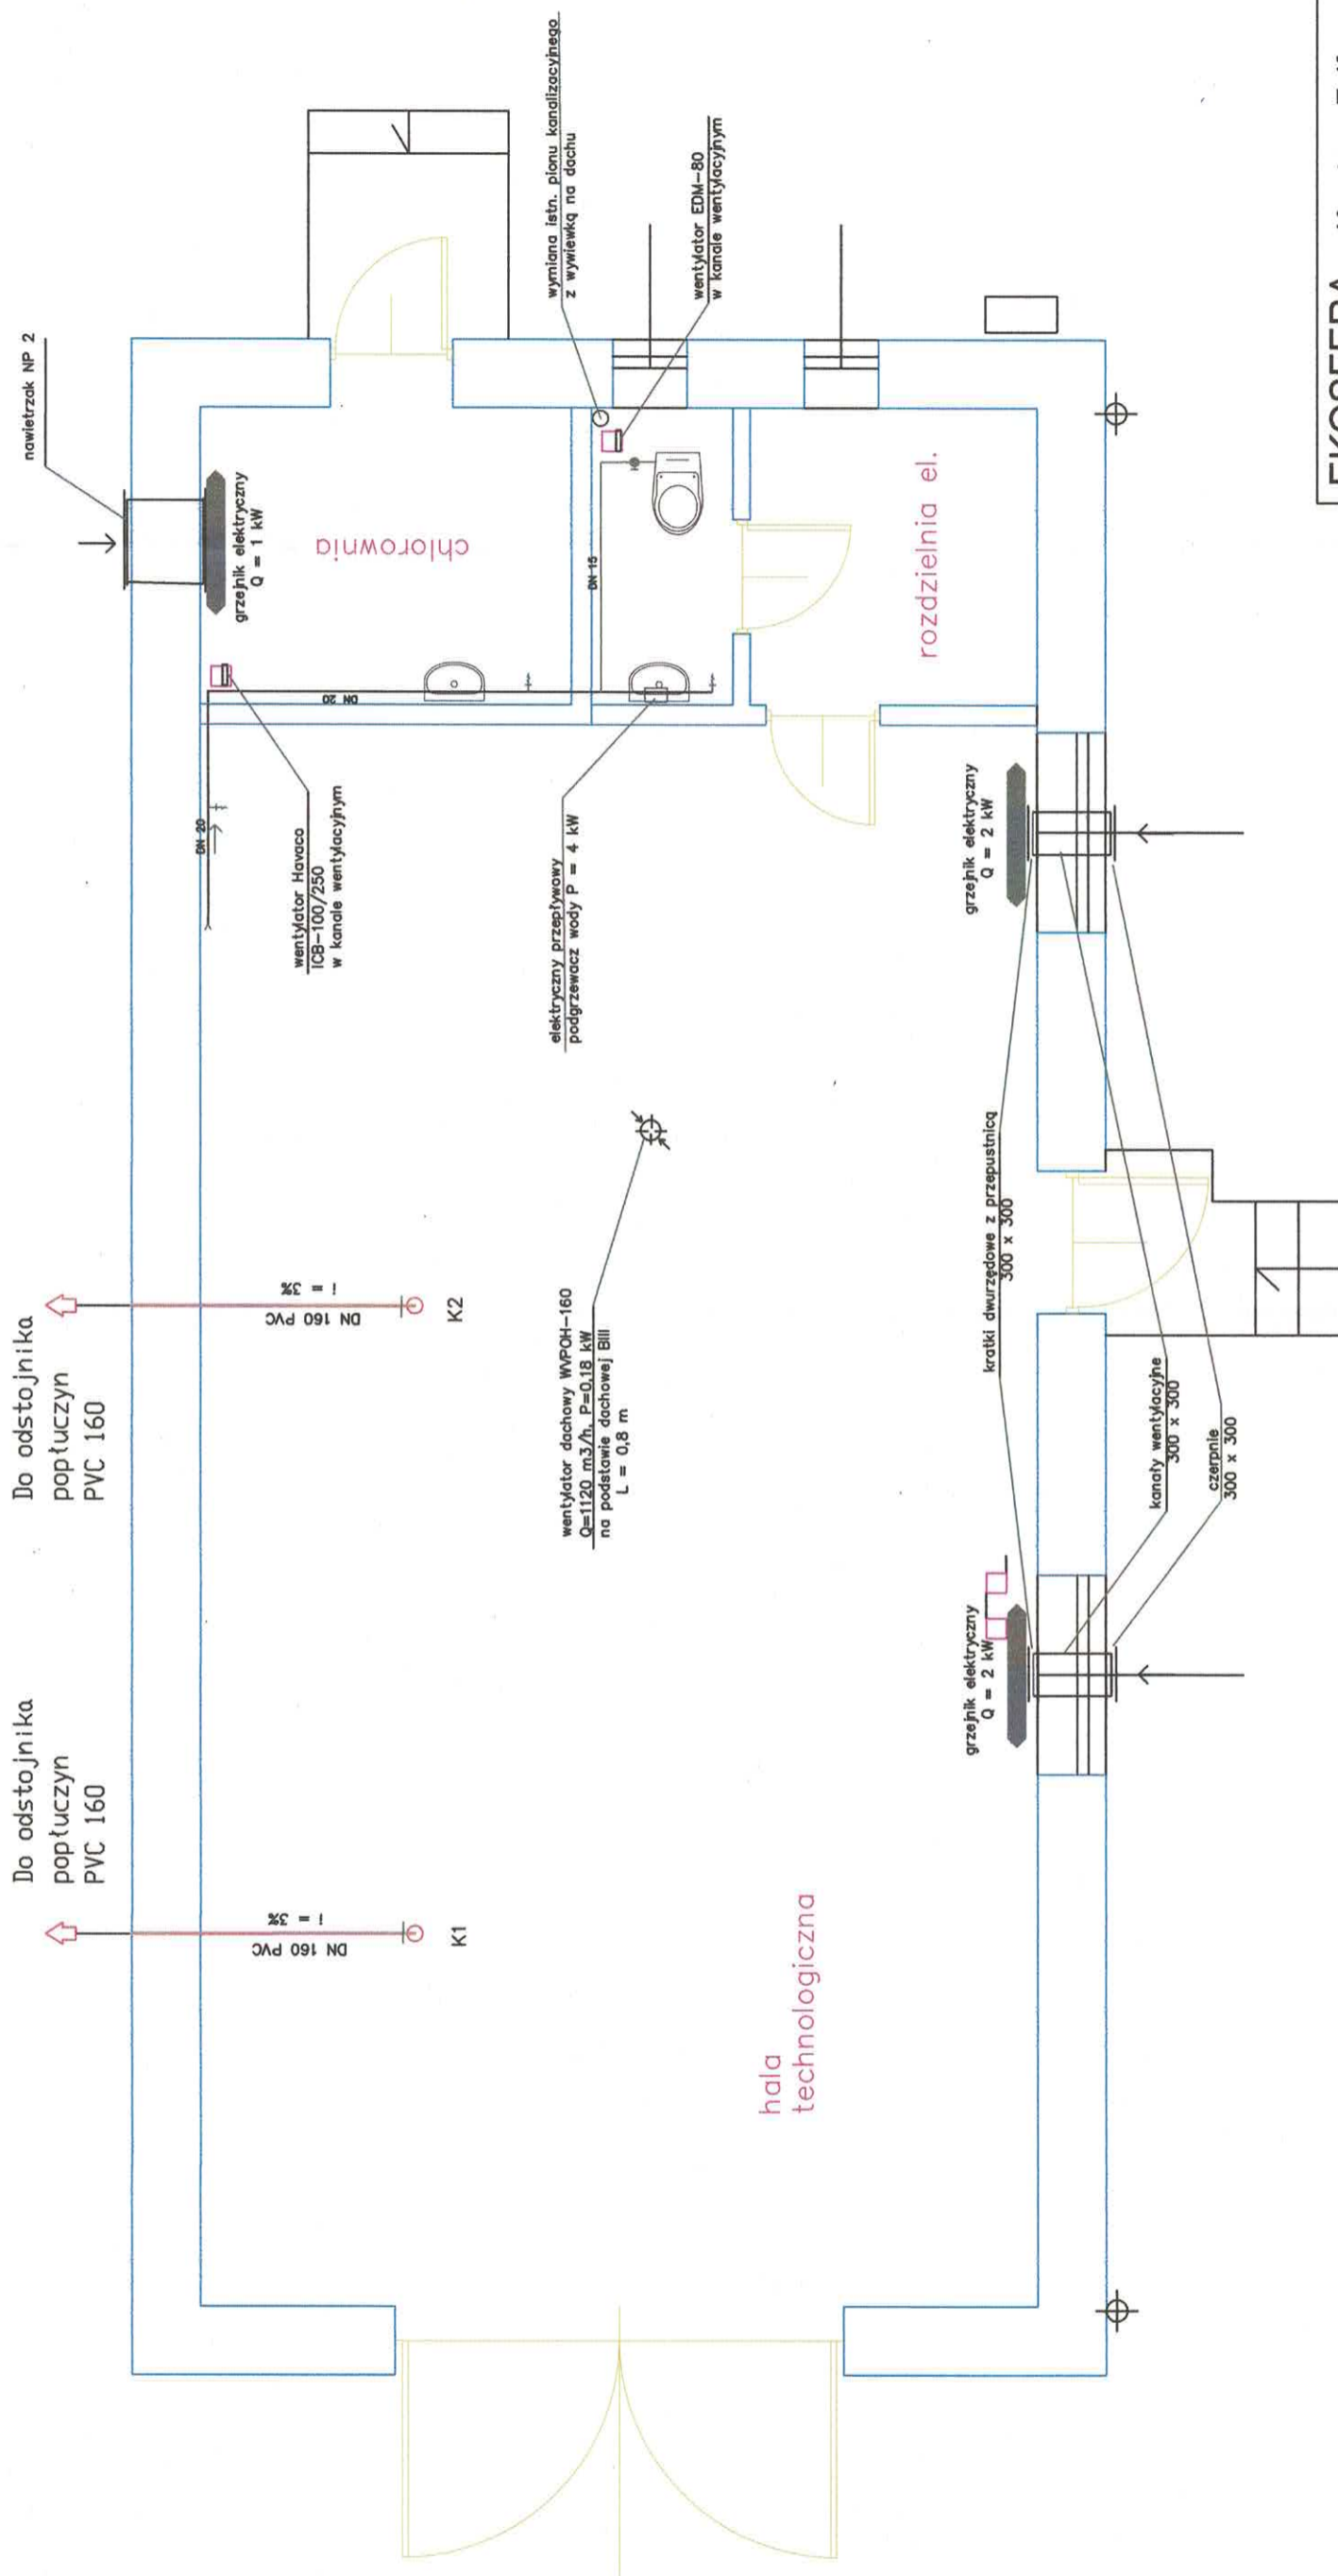 Do odstojnika
popłuczyn
PVC 160
Do odstojnika
popłuczyn
PVC 160
nawietrzak NP 2
DN 160 PVC
i = 3%
K1
DN 160 PVC
i = 3%
K2
DN 20
wentylator Havaco
ICB-100/250
w kanale wentylacyjnym
DN 20
grzejnik elektryczny
Q = 1 kW
chlorownia
wymiana istn. pionu kanalizacyjnego
z wywiewką na dachu
wentylator EDM-80
w kanale wentylacyjnym
DN 15
elektryczny przepływowy
podgrzewacz wody P = 4 kW
wentylator dachowy WVPOH-160
Q=1120 m3/h, P=0,18 kW
na podstawie dachowej BIII
L = 0,8 m
hala
technologiczna
rozdzielnia el.
grzejnik elektryczny
Q = 2 kW
grzejnik elektryczny
Q = 2 kW
kratki dwurzędowe z przepustnicą
300 x 300
kanały wentylacyjne
300 x 300
czerpnie
300 x 300
EKOSFERA